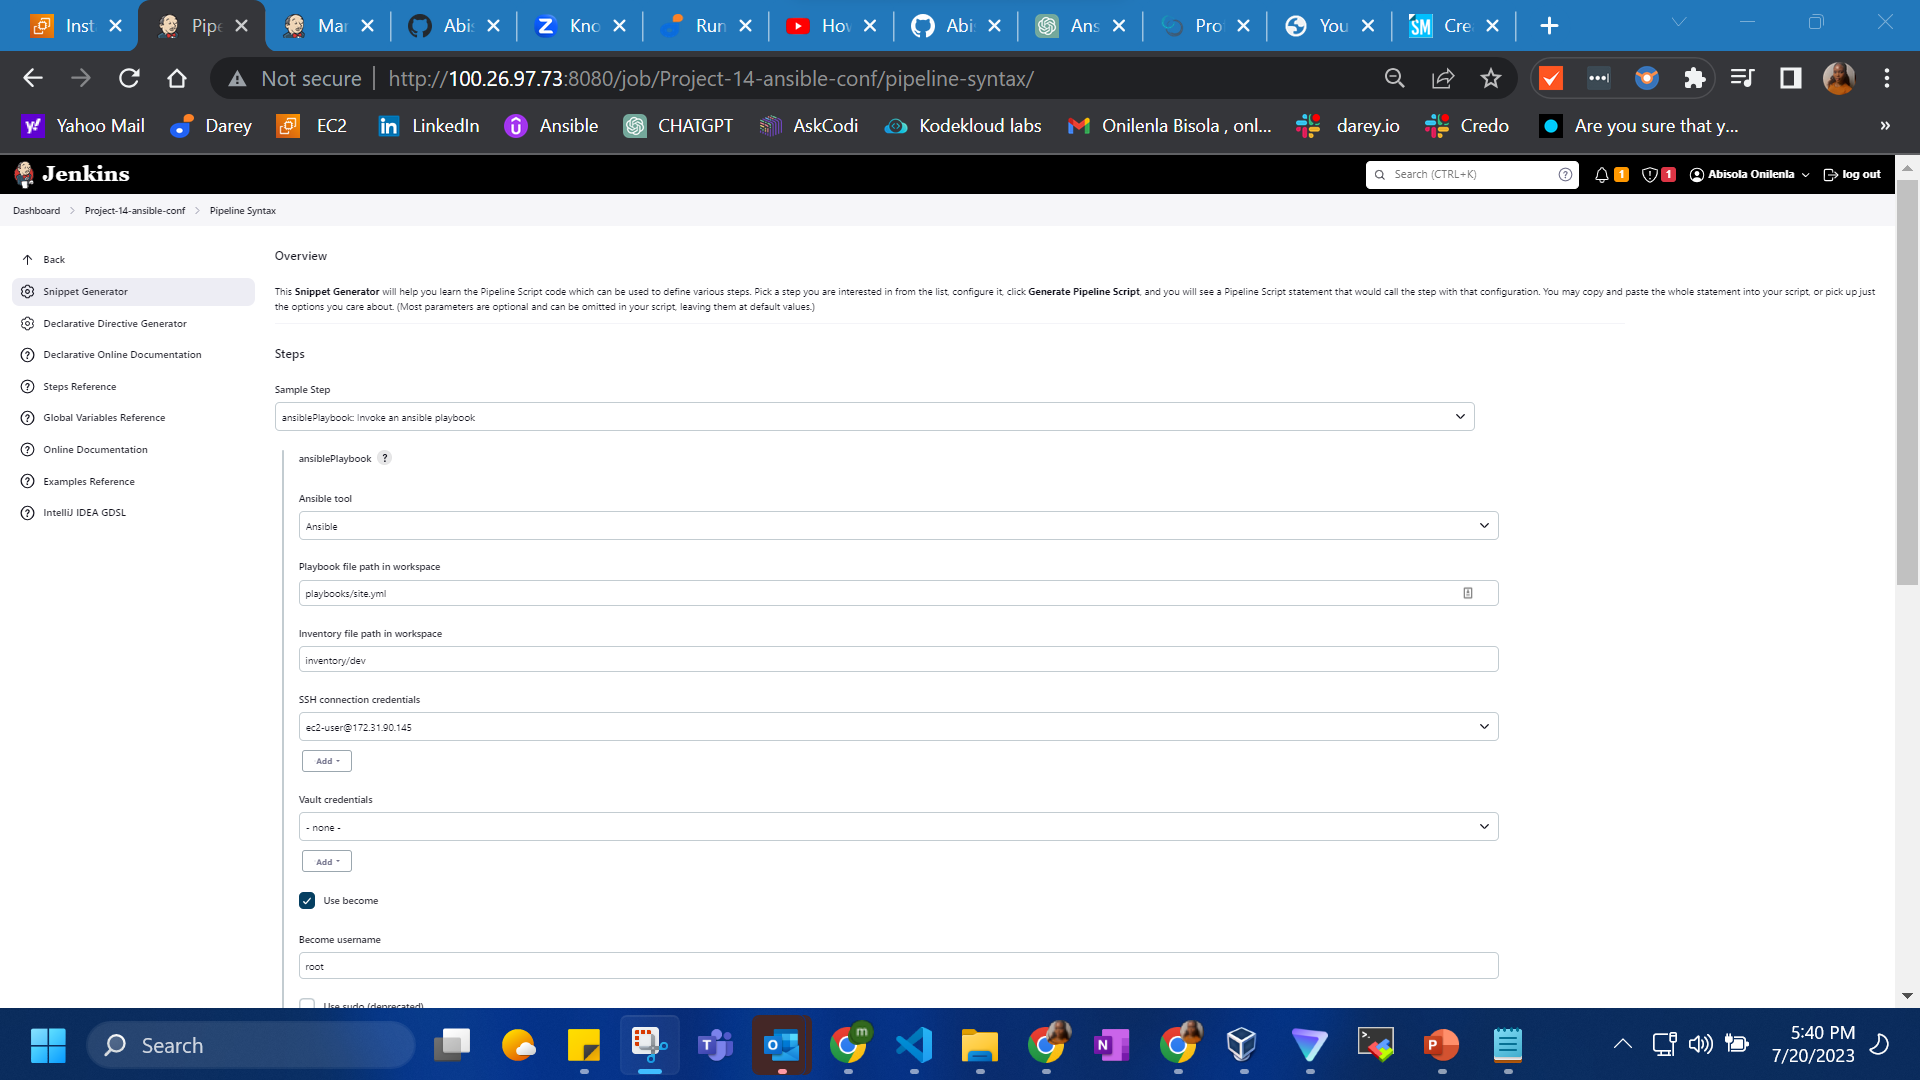 Inst
Pipe
Mar
Abi
Kno
Run
How
Abi
Ans
Pro
You
SM
Cre
Not secure
http://100.26.97.73:8080/job/Project-14-ansible-conf/pipeline-syntax/
Yahoo Mail
Darey
EC2
LinkedIn
Ansible
CHATGPT
AskCodi
Kodekloud labs
Onilenla Bisola , onl...
darey.io
Credo
Are you sure that y...
»
Jenkins
Search (CTRL+K)
1
1
Abisola Onilenla
log out
Dashboard
Project-14-ansible-conf
Pipeline Syntax
Back
Snippet Generator
Declarative Directive Generator
Declarative Online Documentation
Steps Reference
Global Variables Reference
Online Documentation
Examples Reference
IntelliJ IDEA GDSL
Overview
This Snippet Generator will help you learn the Pipeline Script code which can be used to define various steps. Pick a step you are interested in from the list, configure it, click Generate Pipeline Script, and you will see a Pipeline Script statement that would call the step with that configuration. You may copy and paste the whole statement into your script, or pick up just
the options you care about. (Most parameters are optional and can be omitted in your script, leaving them at default values.)
Steps
Sample Step
ansiblePlaybook: Invoke an ansible playbook
ansiblePlaybook ?
Ansible tool
Ansible
Playbook file path in workspace
playbooks/site.yml
Inventory file path in workspace
inventory/dev
SSH connection credentials
ec2-user@172.31.90.145
Add
Vault credentials
- none -
Add
Use become
Become username
root
Use sudo (deprecated)
Search
m
5:40 PM
7/20/2023